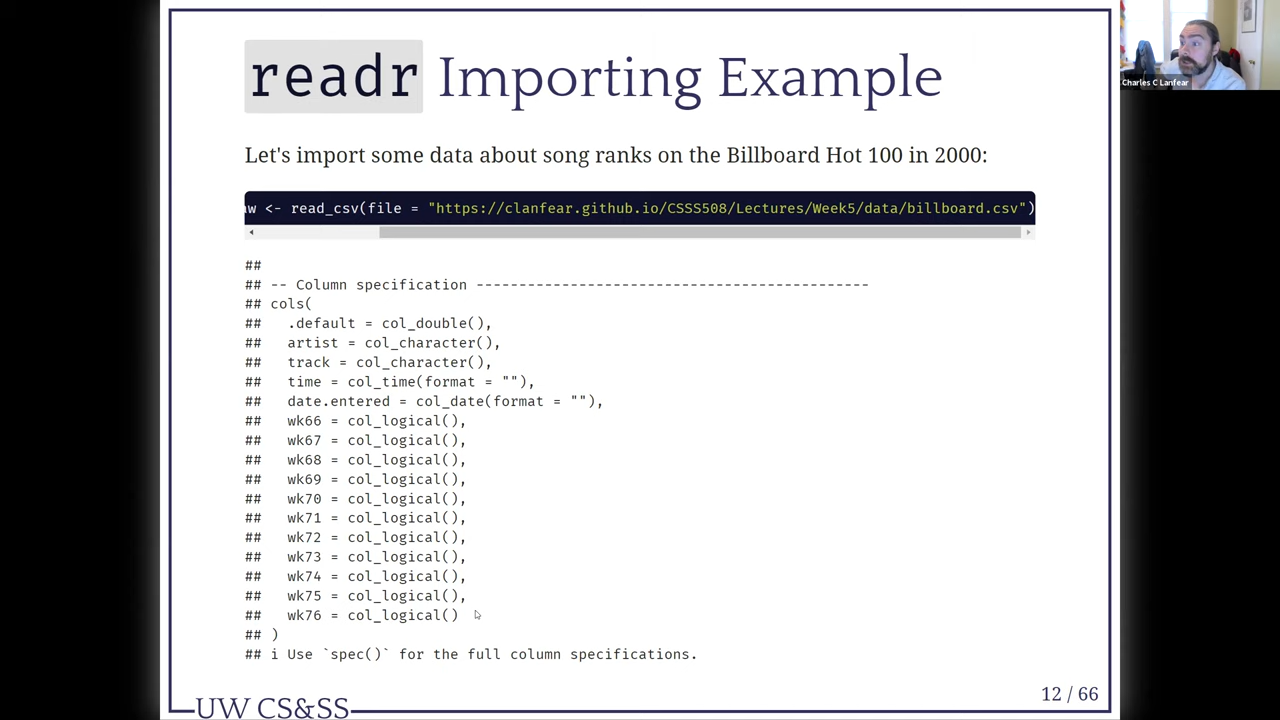 readr Importing Example
Charles C Lanfear
Let's import some data about song ranks on the Billboard Hot 100 in 2000:
w <- read_csv(file = "https://clanfear.github.io/CSSS508/Lectures/Week5/data/billboard.csv")
##
## -- Column specification ----------------------------------------------
## cols(
##   .default = col_double(),
##   artist = col_character(),
##   track = col_character(),
##   time = col_time(format = ""),
##   date.entered = col_date(format = ""),
##   wk66 = col_logical(),
##   wk67 = col_logical(),
##   wk68 = col_logical(),
##   wk69 = col_logical(),
##   wk70 = col_logical(),
##   wk71 = col_logical(),
##   wk72 = col_logical(),
##   wk73 = col_logical(),
##   wk74 = col_logical(),
##   wk75 = col_logical(),
##   wk76 = col_logical()
## )
## i Use `spec()` for the full column specifications.
UW CS&SS
12 / 66